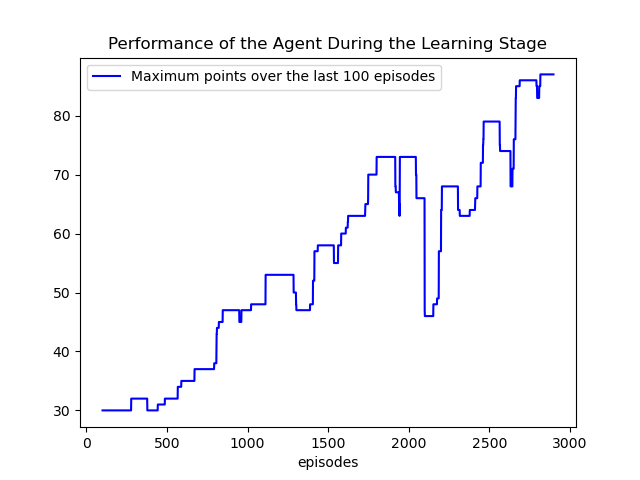 Performance of the Agent During the Learning Stage
Maximum points over the last 100 episodes
80
70
60
50
40
30
0 500 1000 1500 2000 2500 3000
episodes